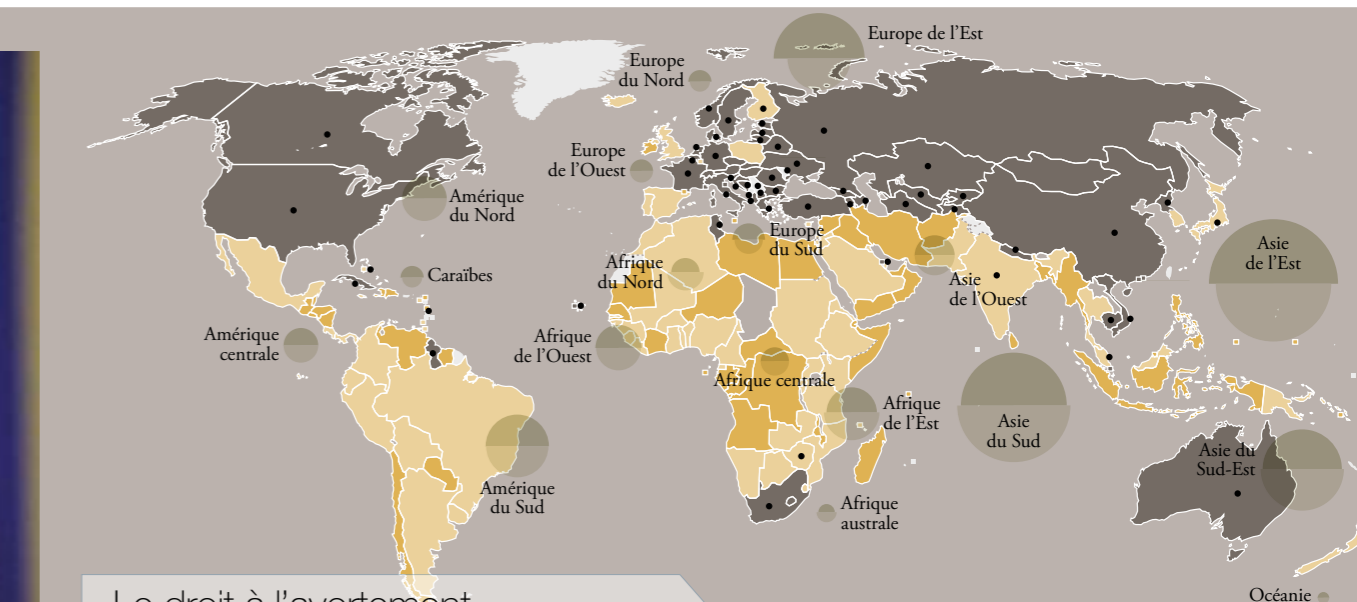 Europe de l'Est
Europe
du Nord
Europe
de l'Ouest
Amérique
du Nord
Europe
du Sud
Asie
de l'Est
Afrique
du Nord
Caraïbes
Asie
de l'Ouest
Amérique
centrale
Afrique
de l'Ouest
Afrique centrale
Afrique
de l'Est
Asie
du Sud
Asie du
Sud-Est
Amérique
du Sud
Afrique
australe
Le droit à l'avortement
Océanie